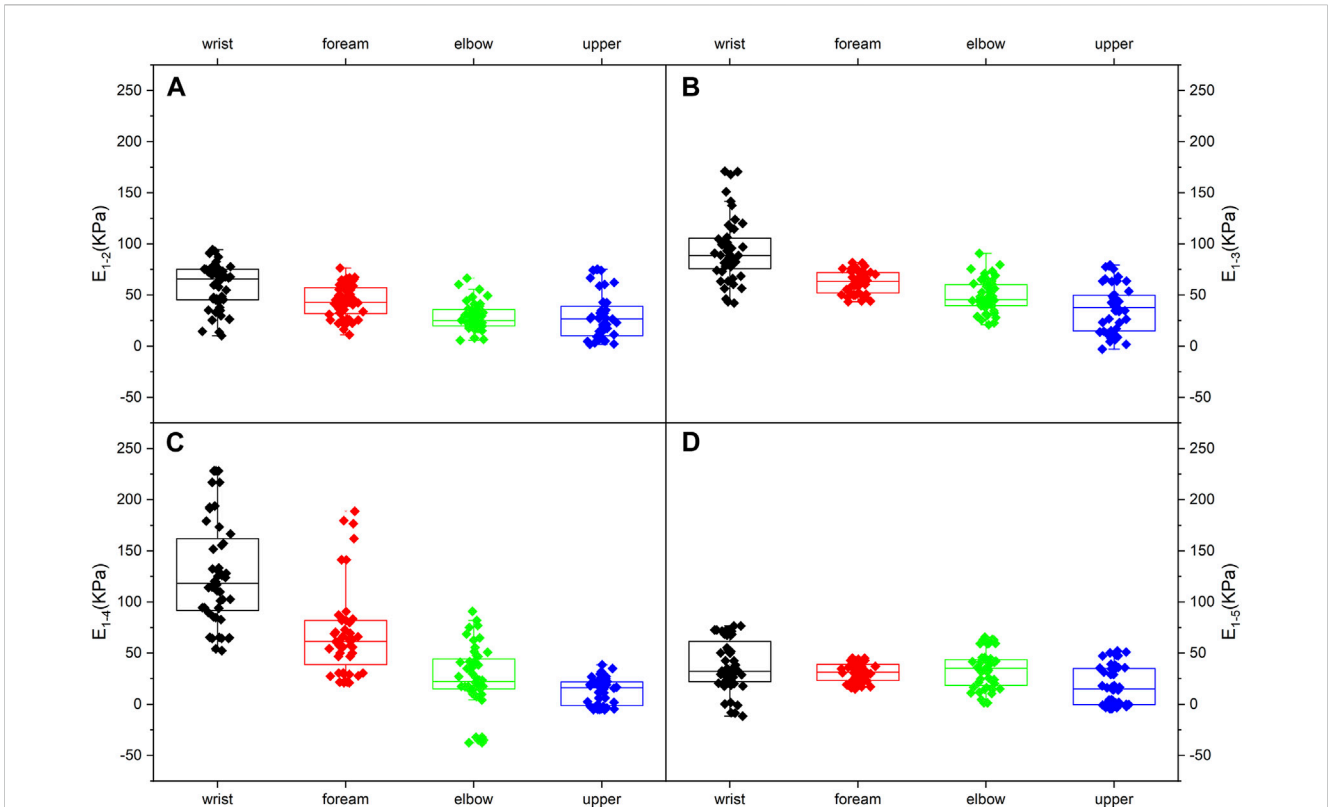 wrist foream elbow upper wrist foream elbow upper
A B
250 250
200 200
150 150
100 100
50 50
0 0
-50 -50
E1-2(KPa) E1-3(KPa)
C D
250 250
200 200
150 150
100 100
50 50
0 0
-50 -50
E1-4(KPa) E1-5(KPa)
wrist foream elbow upper wrist foream elbow upper